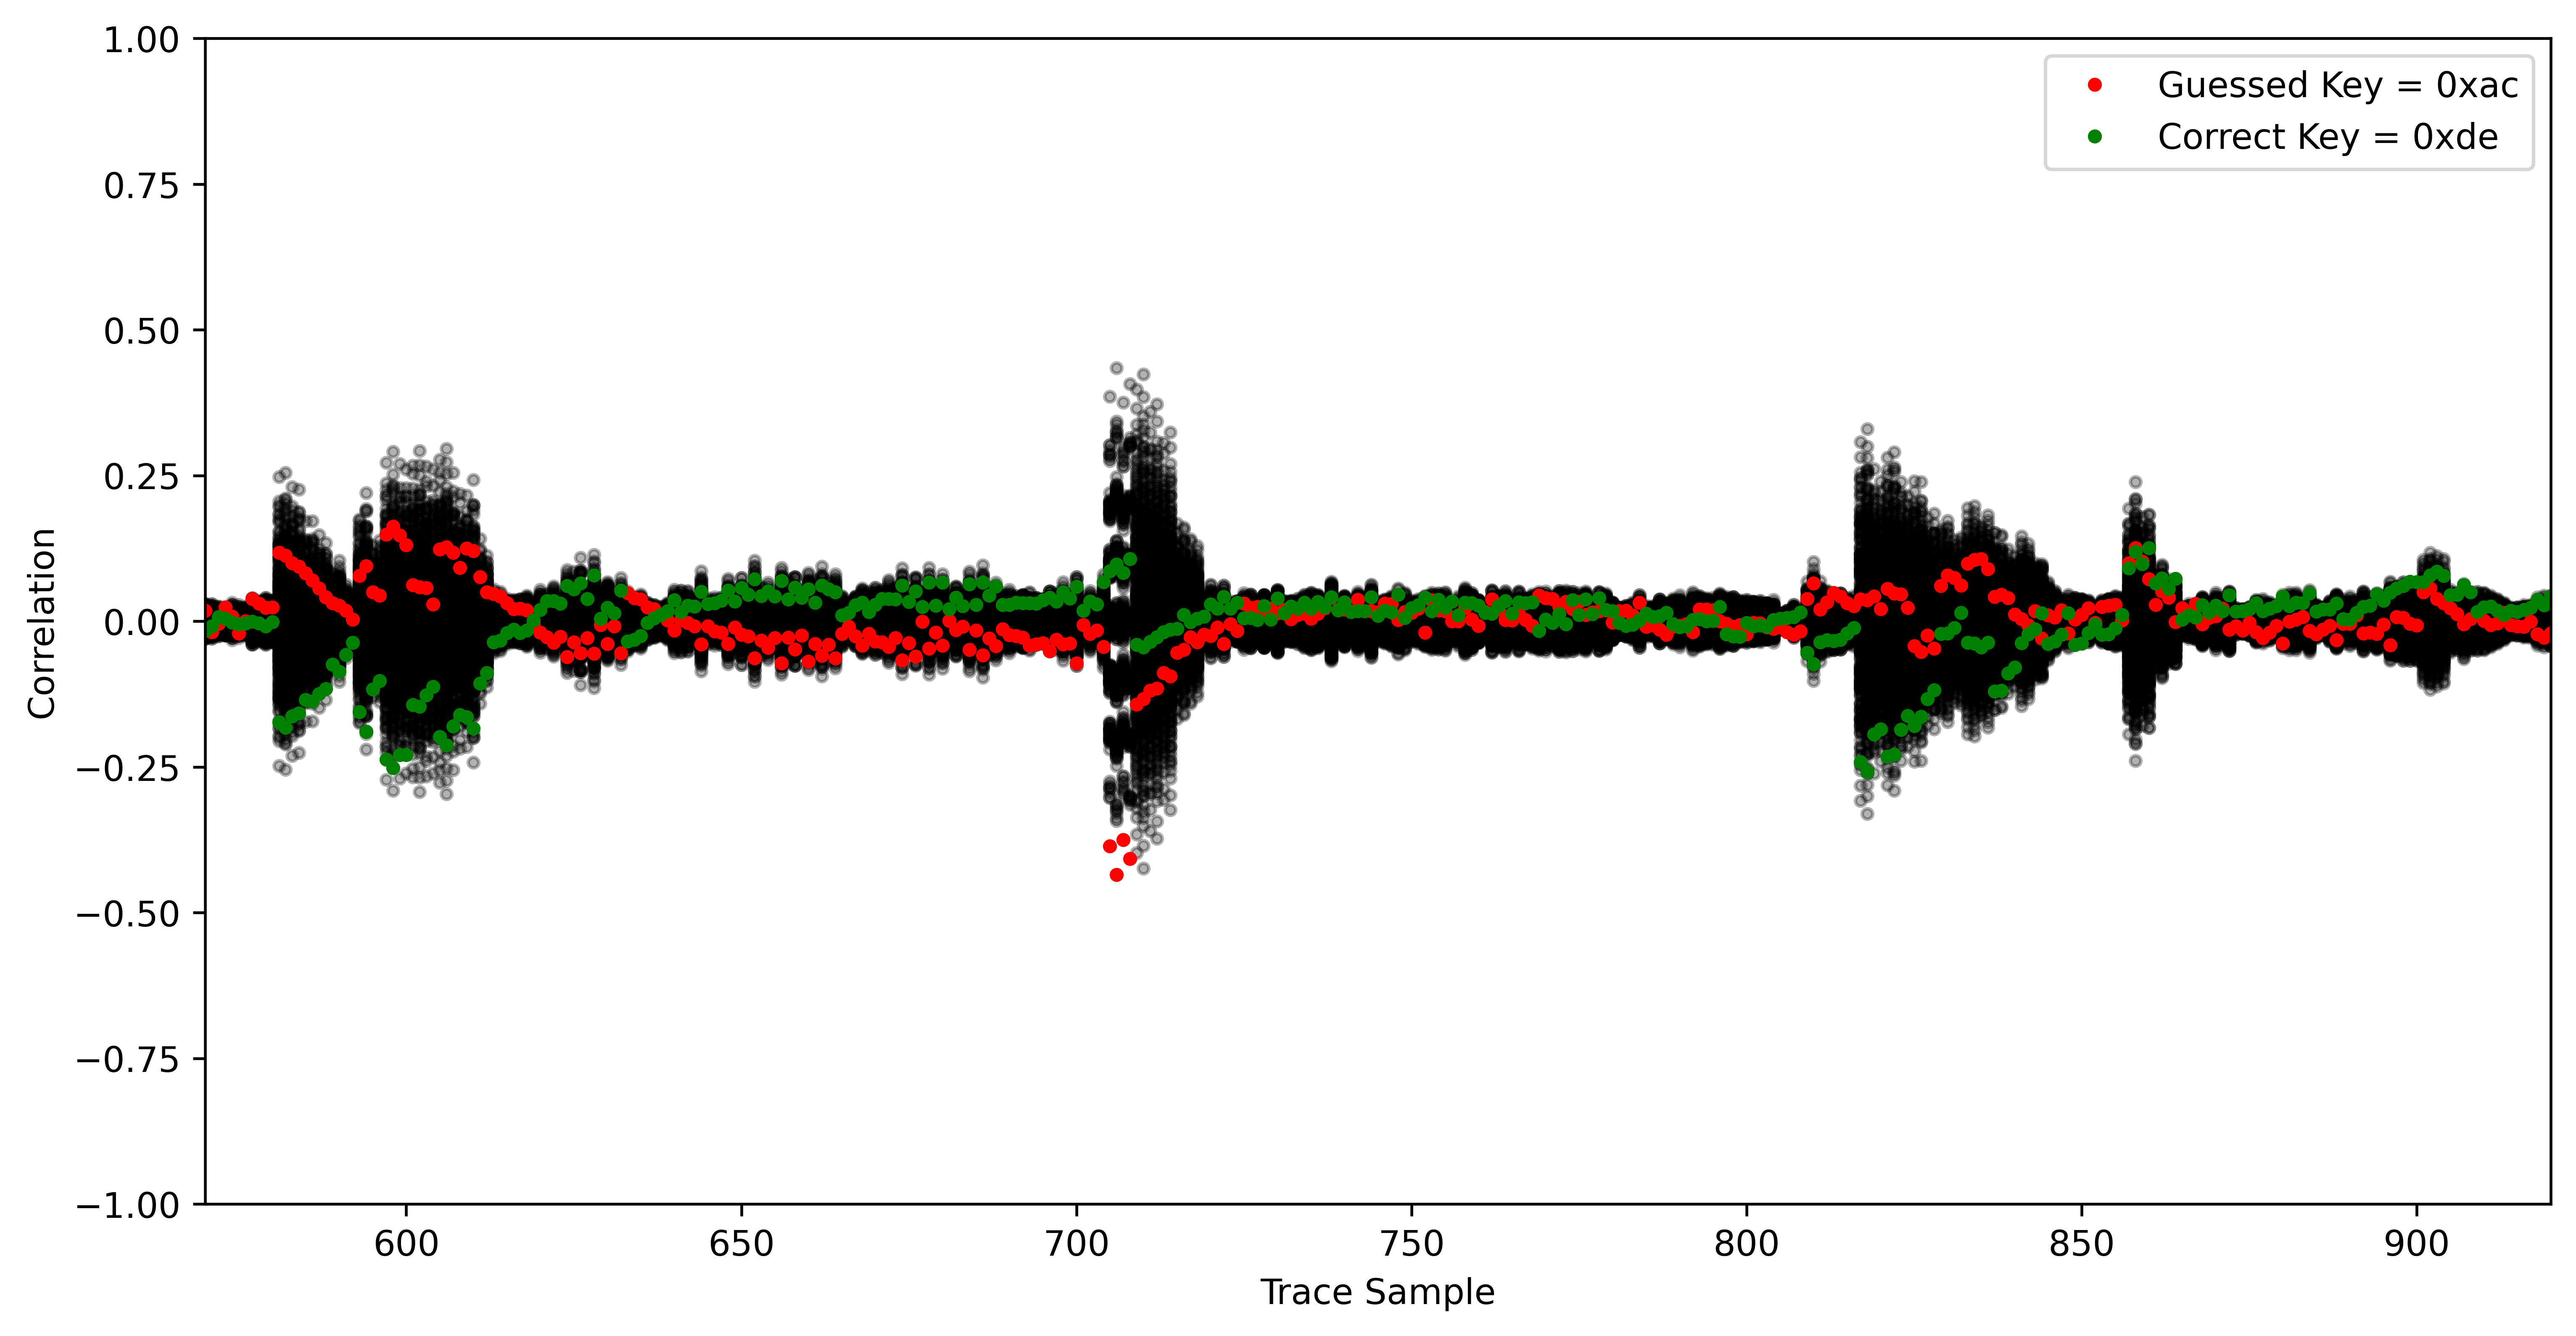 1.00
0.75
0.50
0.25
0.00
−0.25
−0.50
−0.75
−1.00
Correlation
Guessed Key = 0xac
Correct Key = 0xde
600 650 700 750 800 850 900
Trace Sample